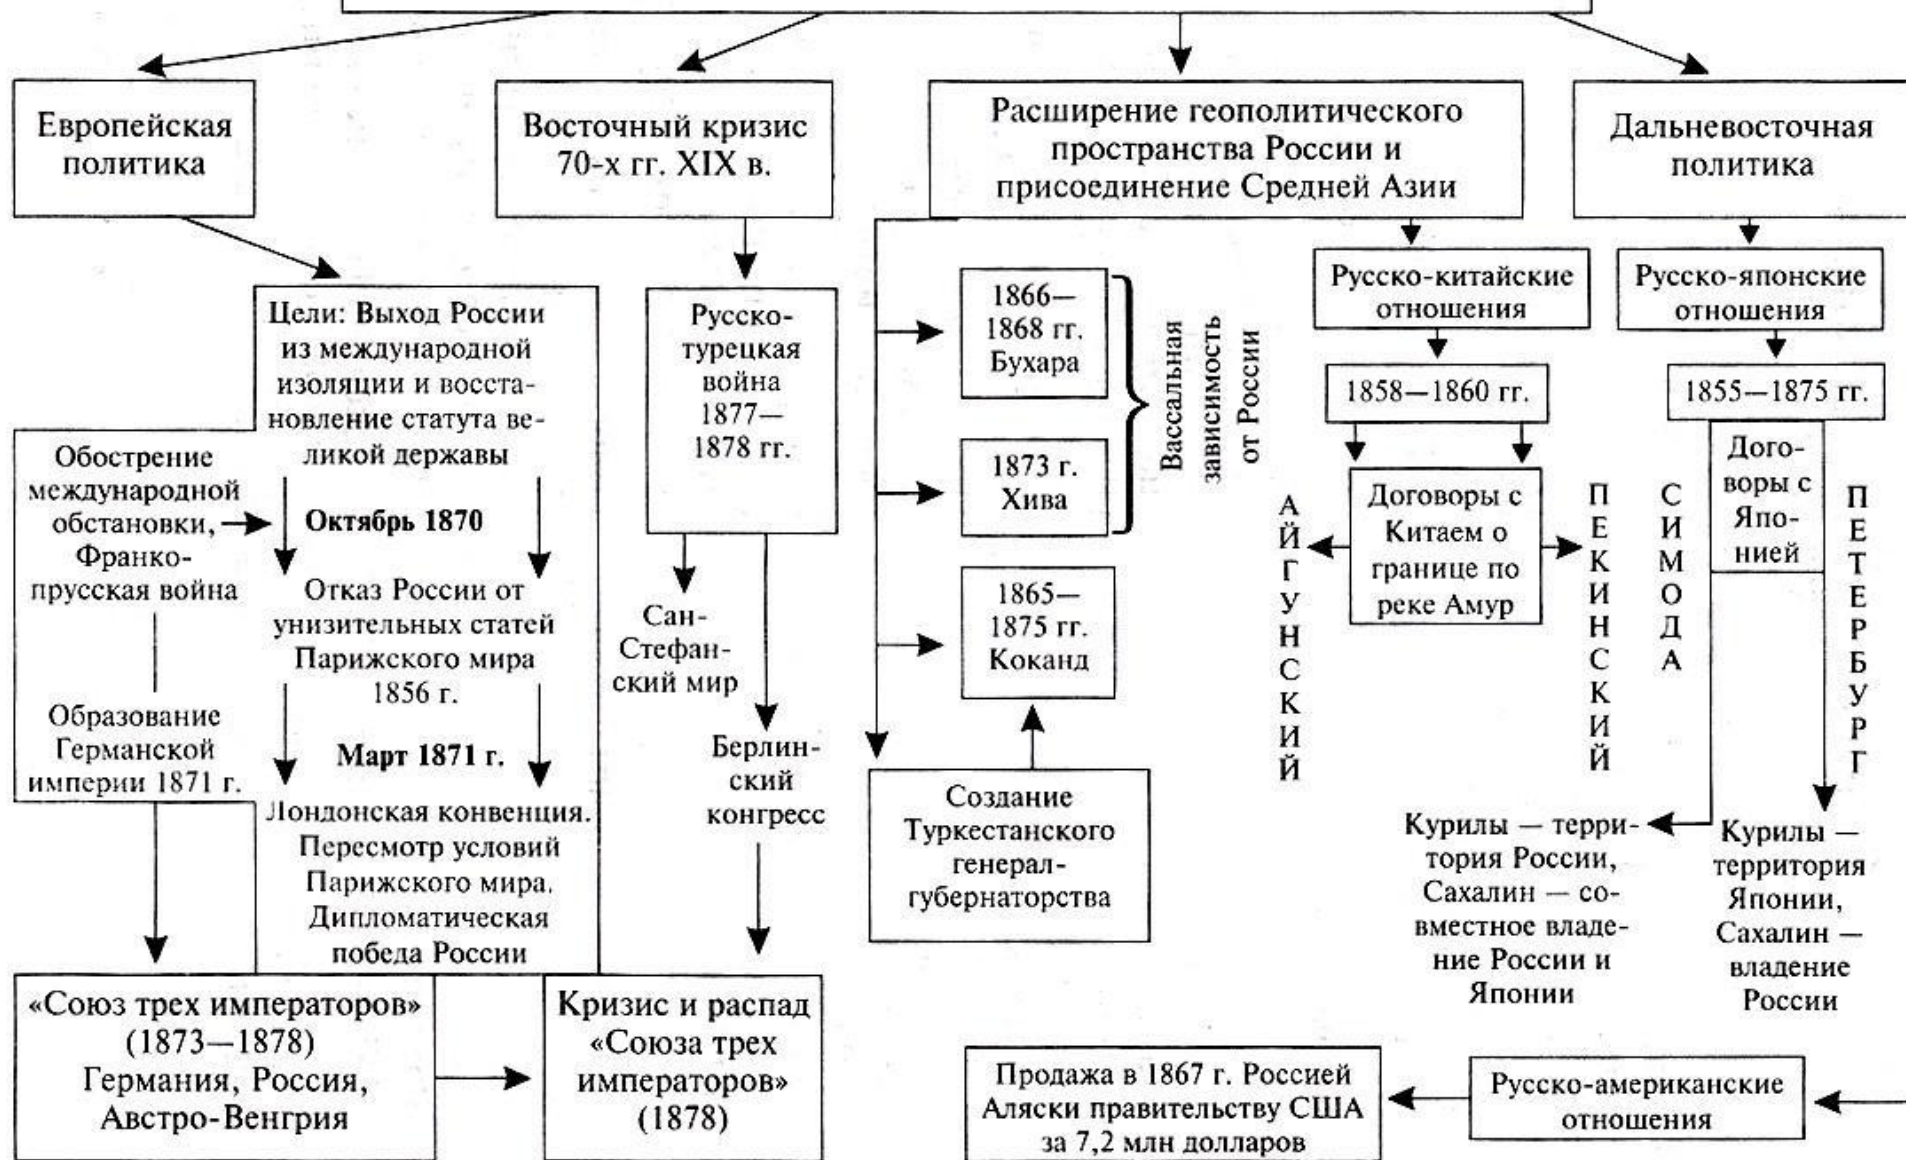 Европейская
политика
Восточный кризис
70-х гг. XIX в.
Расширение геополитического
пространства России и
присоединение Средней Азии
Дальневосточная
политика
Цели: Выход России
из международной
изоляции и восста-
новление статута ве-
ликой державы
Обострение
международной
обстановки,
Франко-
прусская война
Октябрь 1870
Отказ России от
унизительных статей
Парижского мира
1856 г.
Образование
Германской
империи 1871 г.
Март 1871 г.
Лондонская конвенция.
Пересмотр условий
Парижского мира.
Дипломатическая
победа России
«Союз трех императоров»
(1873—1878)
Германия, Россия,
Австро-Венгрия
Русско-
турецкая
война
1877—
1878 гг.
Сан-
Стефан-
ский мир
Берлин-
ский
конгресс
Кризис и распад
«Союза трех
императоров»
(1878)
1866—
1868 гг.
Бухара
1873 г.
Хива
Вассальная
зависимость
от России
1865—
1875 гг.
Коканд
Создание
Туркестанского
генерал-
губернаторства
Русско-китайские
отношения
1858—1860 гг.
Договоры с
Китаем о
границе по
реке Амур
АЙГУНСКИЙ
ПЕКИНСКИЙ
Русско-японские
отношения
1855—1875 гг.
Дого-
воры с
Япо-
нией
СИМОДА
ПЕТЕРБУРГ
Курилы — терри-
тория России,
Сахалин — со-
вместное владе-
ние России и
Японии
Курилы —
территория
Японии,
Сахалин —
владение
России
Русско-американские
отношения
Продажа в 1867 г. Россией
Аляски правительству США
за 7,2 млн долларов